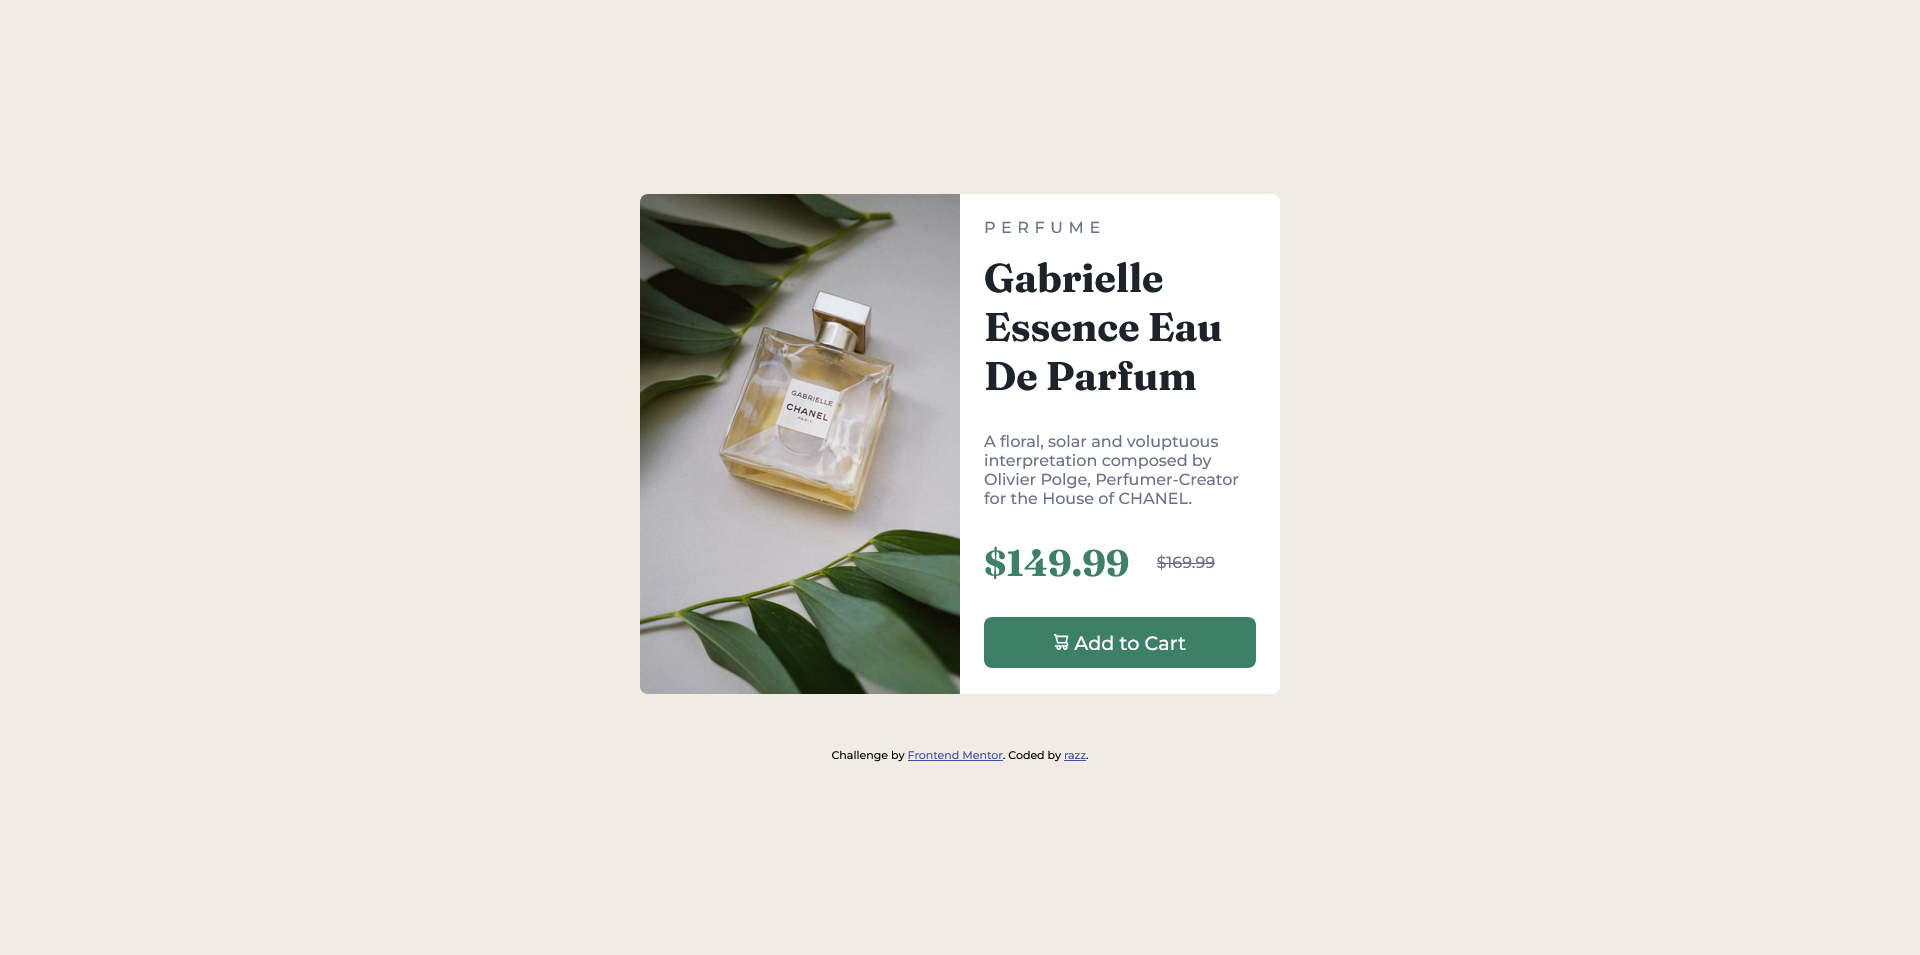 GABRIELLE
CHANEL
PARIS
PERFUME
Gabrielle
Essence Eau
De Parfum
A floral, solar and voluptuous
interpretation composed by
Olivier Polge, Perfumer-Creator
for the House of CHANEL.
$149.99 $169.99
Add to Cart
Challenge by Frontend Mentor. Coded by razz.